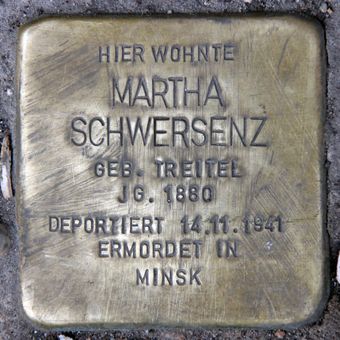 HIER WOHNTE
MARTHA
SCHWERSENZ
GEB. TREITEL
JG. 1880
DEPORTIERT 14.11.1941
ERMORDET IN
MINSK